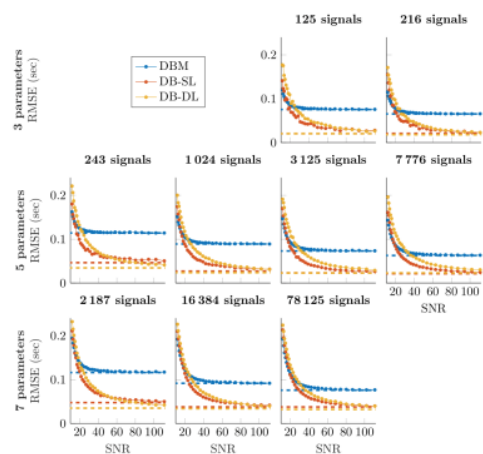 125 signals
216 signals
3 parameters
RMSE (sec)
0.2
0.1
0
DBM
DB-SL
DB-DL
243 signals
1 024 signals
3 125 signals
7 776 signals
5 parameters
RMSE (sec)
0.2
0.1
0
20 40 60 80 100
SNR
2 187 signals
16 384 signals
78 125 signals
7 parameters
RMSE (sec)
0.2
0.1
0
20 40 60 80 100
SNR
20 40 60 80 100
SNR
20 40 60 80 100
SNR